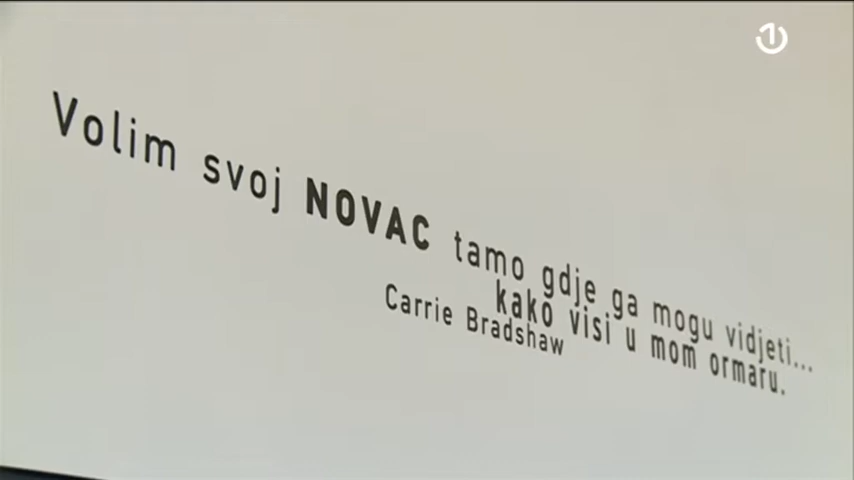 Volim svoj NOVAC tamo gdje ga mogu vidjeti...
kako visi u mom ormaru.
Carrie Bradshaw